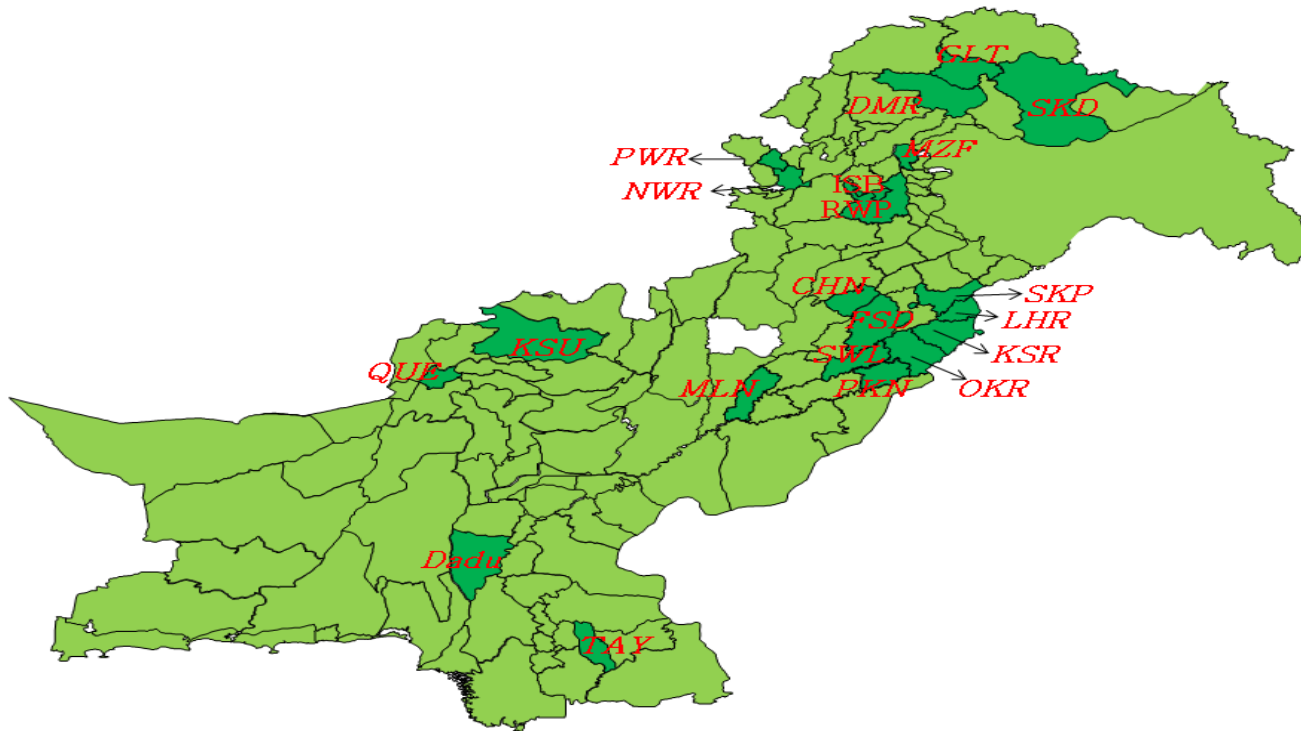 GLT
DMR
SKD
MZF
PWR
NWR
ISB
RWP
CHN
SKP
LHR
FSD
KSU
KSR
SWL
QUE
MLN
PKN
OKR
Dadu
TAY